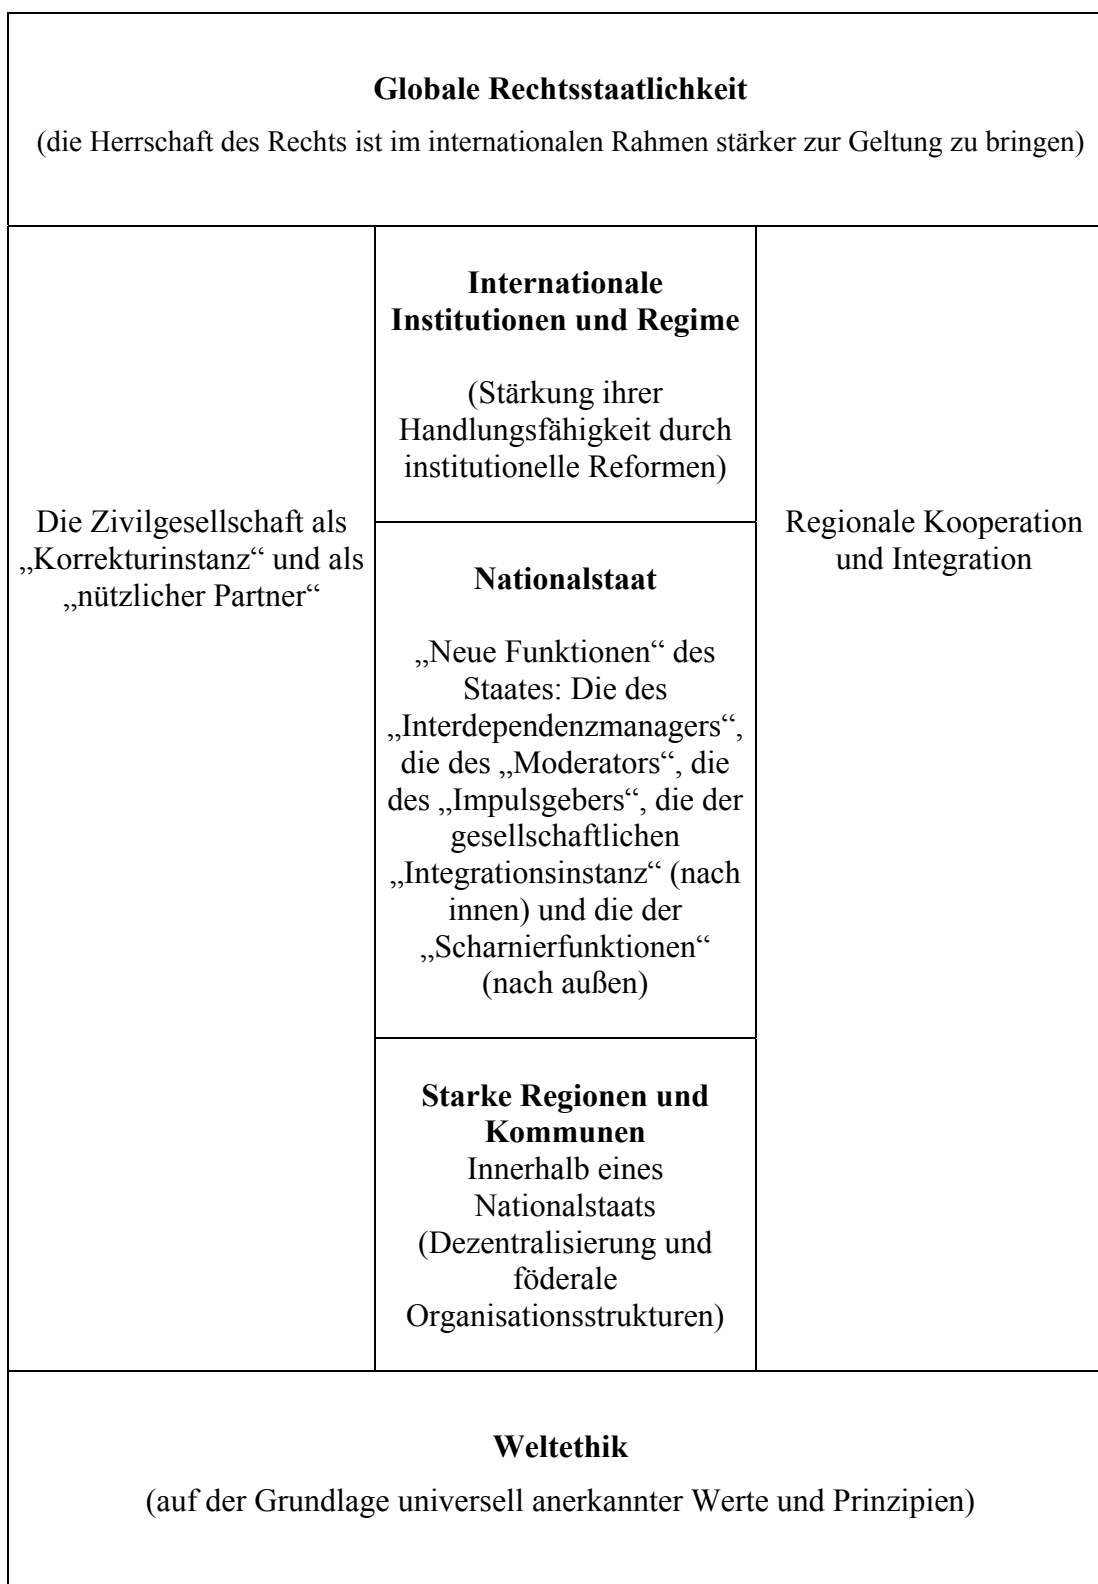 Globale Rechtsstaatlichkeit
(die Herrschaft des Rechts ist im internationalen Rahmen stärker zur Geltung zu bringen)
Die Zivilgesellschaft als
„Korrekturinstanz“ und als
„nützlicher Partner“
Internationale
Institutionen und Regime
(Stärkung ihrer
Handlungsfähigkeit durch
institutionelle Reformen)
Nationalstaat
„Neue Funktionen“ des
Staates: Die des
„Interdependenzmanagers“,
die des „Moderators“, die
des „Impulsgebers“, die der
gesellschaftlichen
„Integrationsinstanz“ (nach
innen) und die der
„Scharnierfunktionen“
(nach außen)
Starke Regionen und
Kommunen
Innerhalb eines
Nationalstaats
(Dezentralisierung und
föderale
Organisationsstrukturen)
Regionale Kooperation
und Integration
Weltethik
(auf der Grundlage universell anerkannter Werte und Prinzipien)